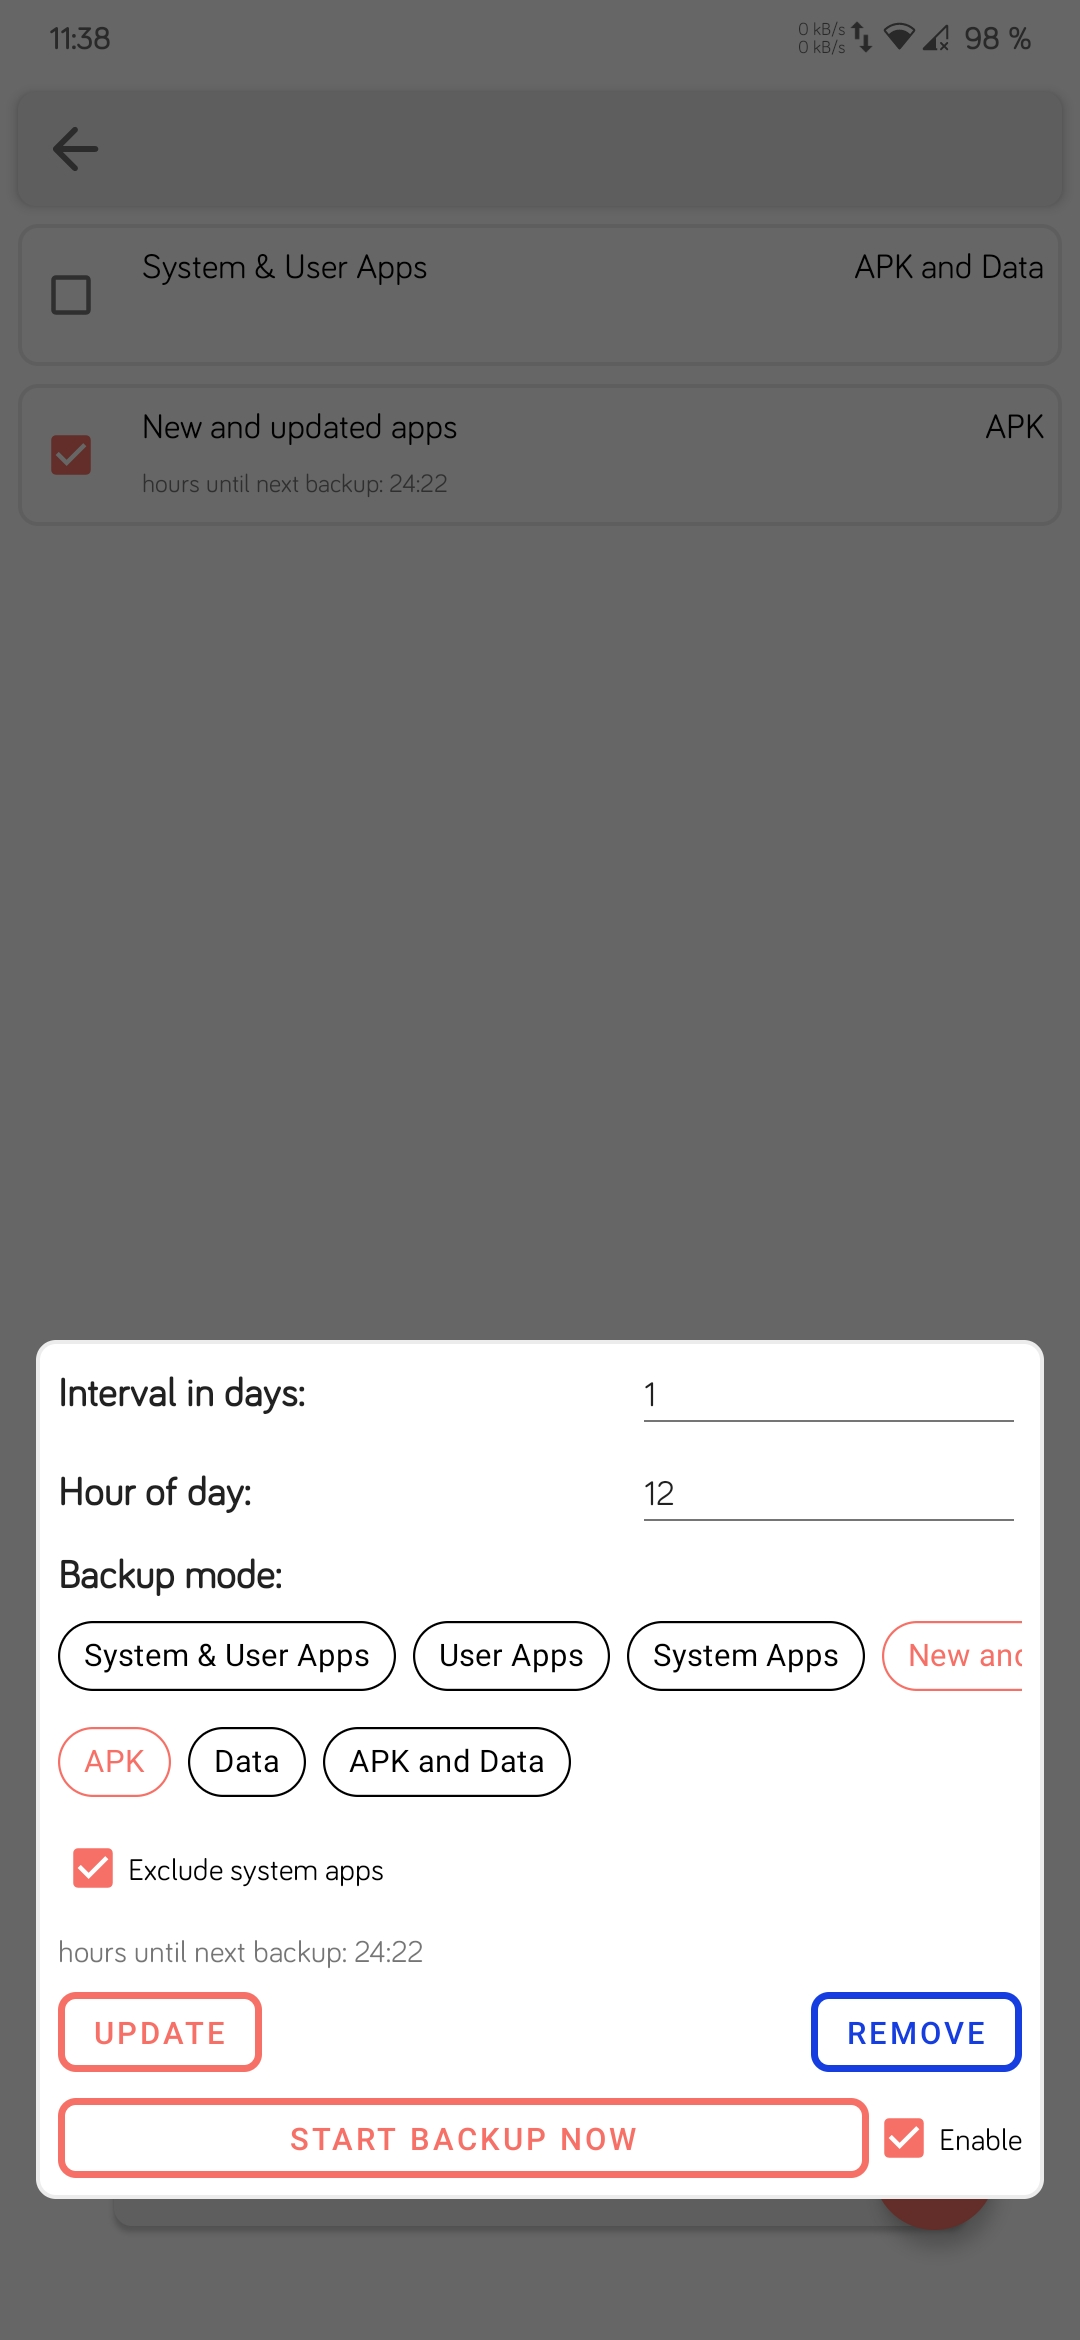 11:38
0 kB/s
0 kB/s
98 %
System & User Apps
APK and Data
New and updated apps
APK
hours until next backup: 24:22
Interval in days:
1
Hour of day:
12
Backup mode:
System & User Apps
User Apps
System Apps
New and
APK
Data
APK and Data
Exclude system apps
hours until next backup: 24:22
UPDATE
REMOVE
START BACKUP NOW
Enable